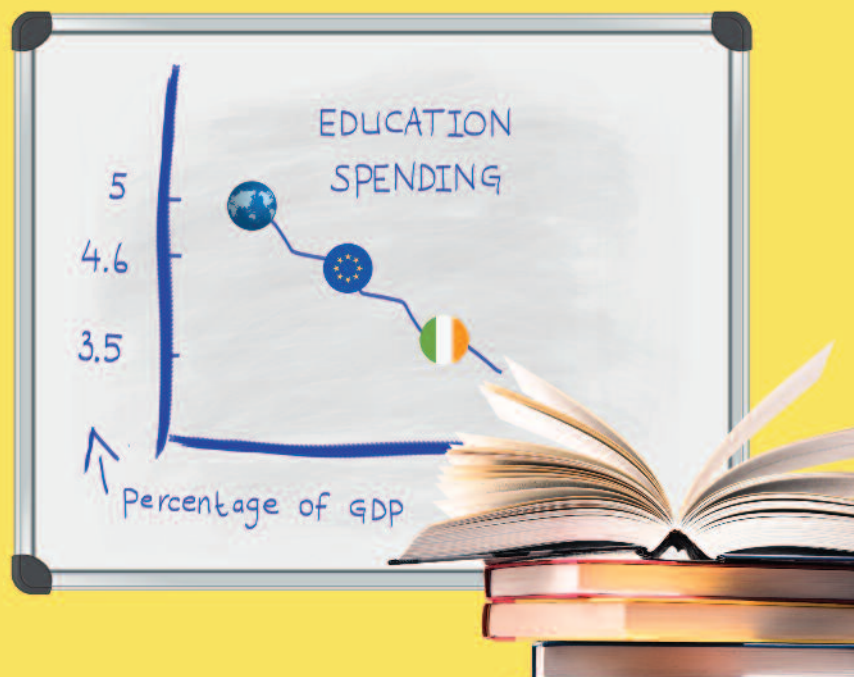 EDUCATION
SPENDING
5
4.6
3.5
Percentage of GDP